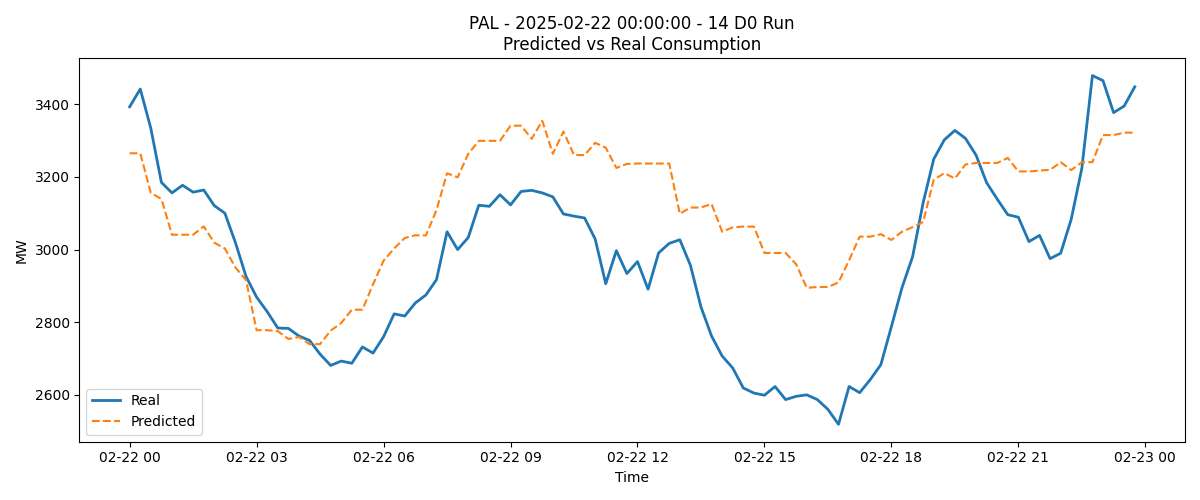 PAL - 2025-02-22 00:00:00 - 14 D0 Run
Predicted vs Real Consumption
MW
3400
3200
3000
2800
2600
Real
Predicted
02-22 00
02-22 03
02-22 06
02-22 09
02-22 12
02-22 15
02-22 18
02-22 21
02-23 00
Time